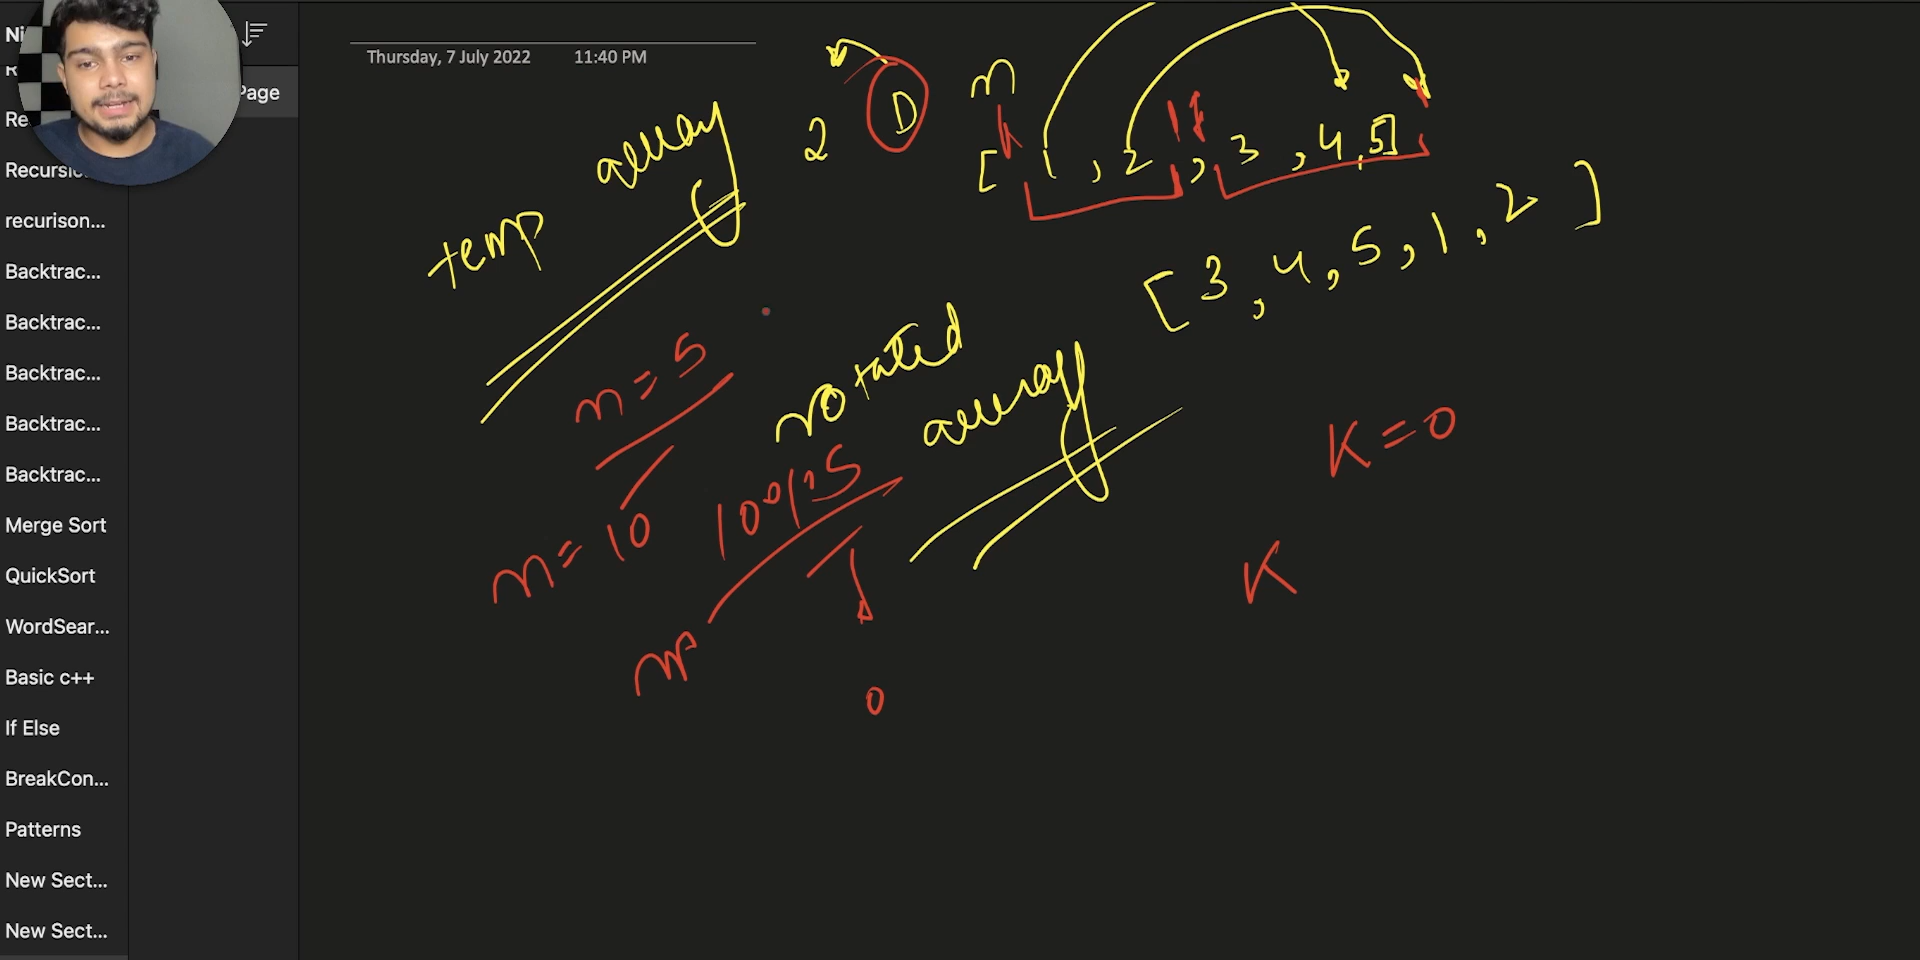 Ni
Page
Re
Recursio...
recurison...
Backtrac...
Backtrac...
Backtrac...
Backtrac...
Backtrac...
Merge Sort
QuickSort
WordSear...
Basic c++
If Else
BreakCon...
Patterns
New Sect...
New Sect...
Thursday, 7 July 2022 11:40 PM
temp array
2 D n
[ 1 , 2 , 3 , 4 , 5 ]
[ 3 , 4 , 5 , 1 , 2 ]
rotated array
n = 5
n = 10
10 % 5
0
K = 0
K